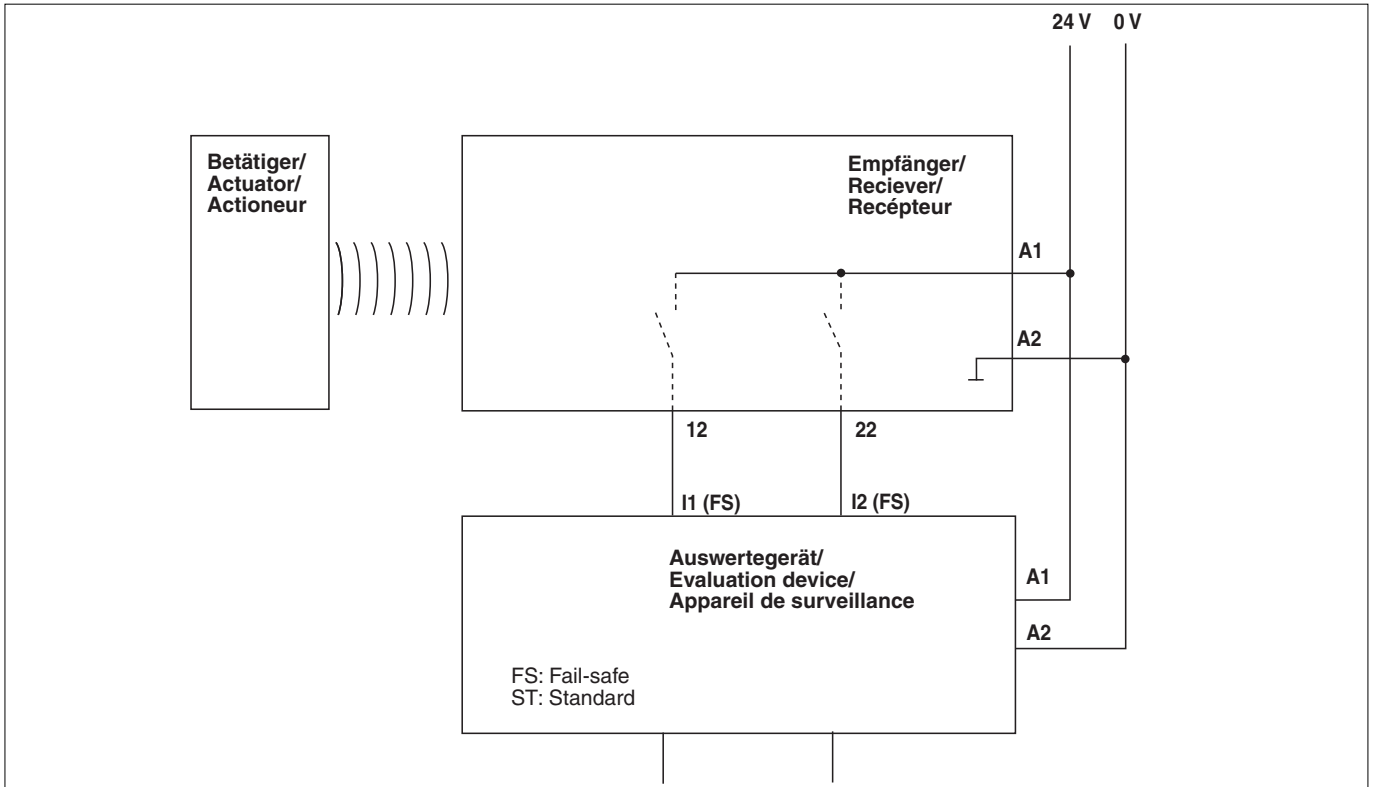 24 V 0 V
Betätiger/
Actuator/
Actioneur
Empfänger/
Reciever/
Recépteur
A1
A2
12 22
I1 (FS) I2 (FS)
Auswertegerät/
Evaluation device/
Appareil de surveillance
A1
A2
FS: Fail-safe
ST: Standard